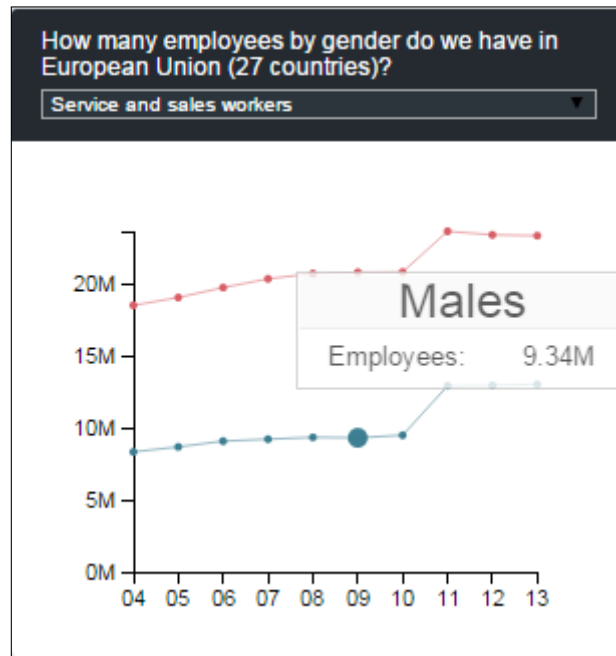 How many employees by gender do we have in
European Union (27 countries)?
Service and sales workers
20M
Males
Employees: 9.34M
15M
10M
5M
0M
04 05 06 07 08 09 10 11 12 13